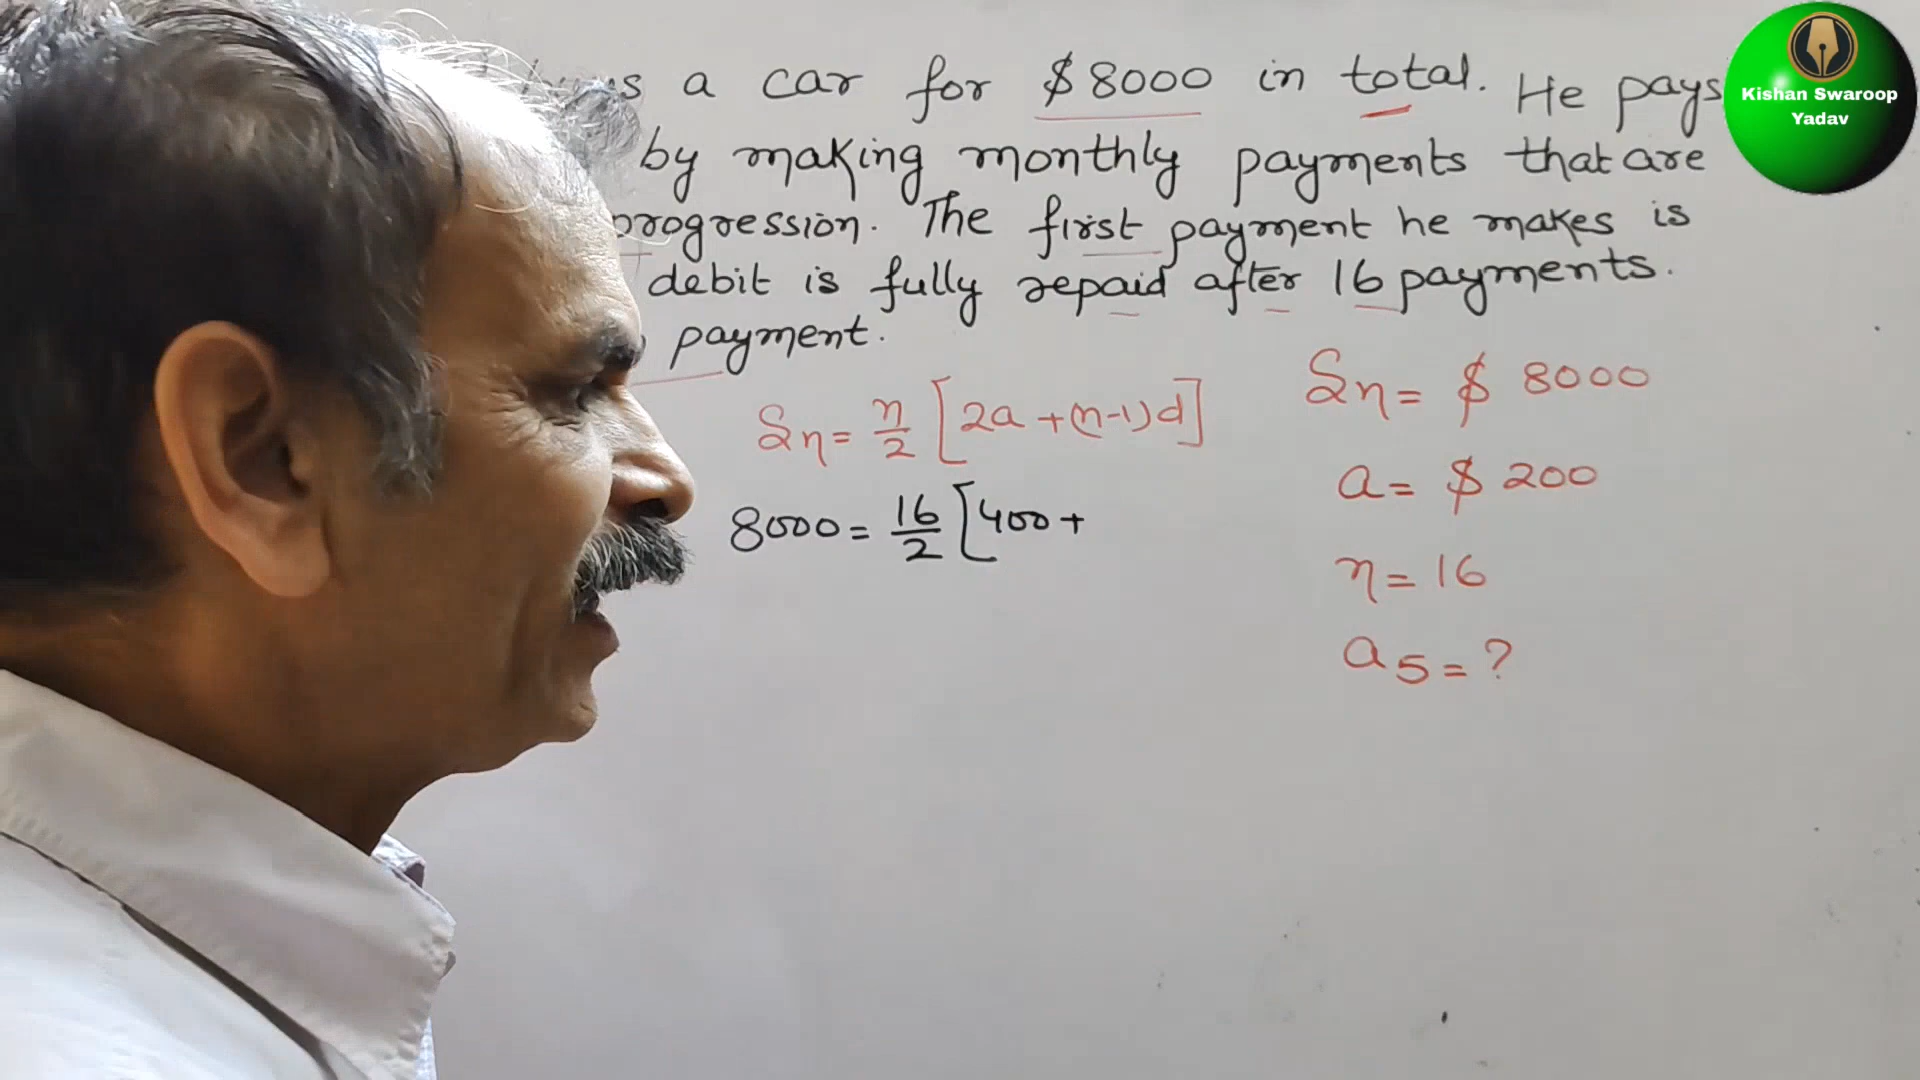 a car for $8000 in total. He pays
by making monthly payments that are
progression. The first payment he makes is
debit is fully repaid after 16 payments.
payment.
Sn = n/2 [2a + (n-1)d]
8000 = 16/2 [400 +
Sn = $ 8000
a = $ 200
n = 16
a5 = ?
Kishan Swaroop
Yadav